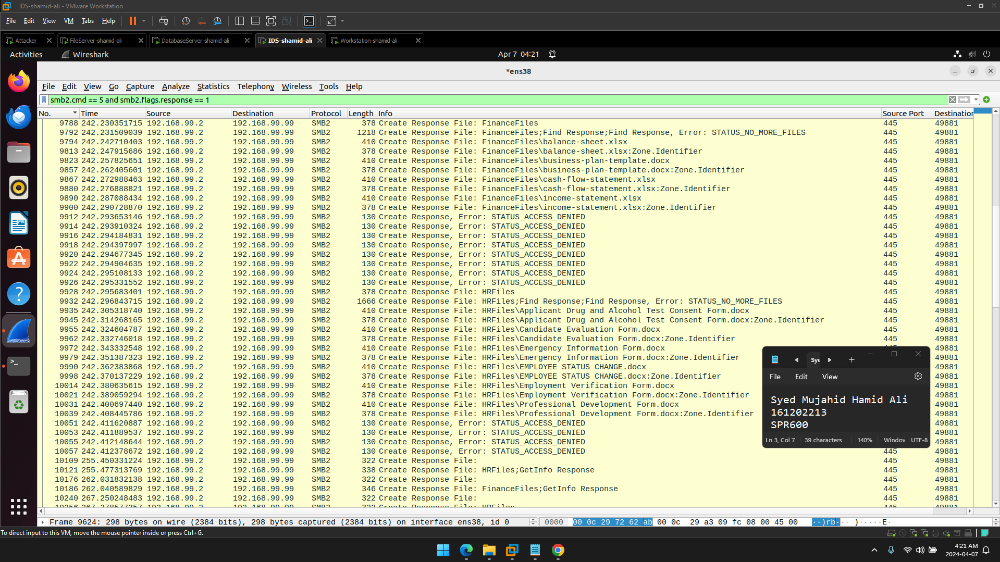 IDS-shamid-ali - VMware Workstation
File Edit View VM Tabs Help
Attacker FileServer-shamid-ali DatabaseServer-shamid-ali IDS-shamid-ali Workstation-shamid-ali
Activities Wireshark Apr 7 04:21
*ens38
File Edit View Go Capture Analyze Statistics Telephony Wireless Tools Help
smb2.cmd == 5 and smb2.flags.response == 1
No. Time Source Destination Protocol Length Info Source Port Destination
9788 242.230351715 192.168.99.2 192.168.99.99 SMB2 378 Create Response File: FinanceFiles 445 49881
9792 242.231509039 192.168.99.2 192.168.99.99 SMB2 1218 Create Response File: FinanceFiles;Find Response;Find Response, Error: STATUS_NO_MORE_FILES 445 49881
9794 242.242710403 192.168.99.2 192.168.99.99 SMB2 410 Create Response File: FinanceFiles\balance-sheet.xlsx 445 49881
9813 242.247915686 192.168.99.2 192.168.99.99 SMB2 378 Create Response File: FinanceFiles\balance-sheet.xlsx:Zone.Identifier 445 49881
9823 242.257825651 192.168.99.2 192.168.99.99 SMB2 410 Create Response File: FinanceFiles\business-plan-template.docx 445 49881
9857 242.262405601 192.168.99.2 192.168.99.99 SMB2 378 Create Response File: FinanceFiles\business-plan-template.docx:Zone.Identifier 445 49881
9867 242.272988463 192.168.99.2 192.168.99.99 SMB2 410 Create Response File: FinanceFiles\cash-flow-statement.xlsx 445 49881
9880 242.276888821 192.168.99.2 192.168.99.99 SMB2 378 Create Response File: FinanceFiles\cash-flow-statement.xlsx:Zone.Identifier 445 49881
9890 242.287088434 192.168.99.2 192.168.99.99 SMB2 410 Create Response File: FinanceFiles\income-statement.xlsx 445 49881
9900 242.290728870 192.168.99.2 192.168.99.99 SMB2 378 Create Response File: FinanceFiles\income-statement.xlsx:Zone.Identifier 445 49881
9912 242.293653146 192.168.99.2 192.168.99.99 SMB2 130 Create Response, Error: STATUS_ACCESS_DENIED 445 49881
9914 242.293910324 192.168.99.2 192.168.99.99 SMB2 130 Create Response, Error: STATUS_ACCESS_DENIED 445 49881
9916 242.294184831 192.168.99.2 192.168.99.99 SMB2 130 Create Response, Error: STATUS_ACCESS_DENIED 445 49881
9918 242.294397997 192.168.99.2 192.168.99.99 SMB2 130 Create Response, Error: STATUS_ACCESS_DENIED 445 49881
9920 242.294677345 192.168.99.2 192.168.99.99 SMB2 130 Create Response, Error: STATUS_ACCESS_DENIED 445 49881
9922 242.294904635 192.168.99.2 192.168.99.99 SMB2 130 Create Response, Error: STATUS_ACCESS_DENIED 445 49881
9924 242.295108133 192.168.99.2 192.168.99.99 SMB2 130 Create Response, Error: STATUS_ACCESS_DENIED 445 49881
9926 242.295331552 192.168.99.2 192.168.99.99 SMB2 130 Create Response, Error: STATUS_ACCESS_DENIED 445 49881
9928 242.295683401 192.168.99.2 192.168.99.99 SMB2 378 Create Response File: HRFiles 445 49881
9932 242.296843715 192.168.99.2 192.168.99.99 SMB2 1666 Create Response File: HRFiles;Find Response;Find Response, Error: STATUS_NO_MORE_FILES 445 49881
9935 242.305318740 192.168.99.2 192.168.99.99 SMB2 410 Create Response File: HRFiles\Applicant Drug and Alcohol Test Consent Form.docx 445 49881
9945 242.314268165 192.168.99.2 192.168.99.99 SMB2 378 Create Response File: HRFiles\Applicant Drug and Alcohol Test Consent Form.docx:Zone.Identifier 445 49881
9955 242.324604787 192.168.99.2 192.168.99.99 SMB2 410 Create Response File: HRFiles\Candidate Evaluation Form.docx 445 49881
9962 242.332746018 192.168.99.2 192.168.99.99 SMB2 378 Create Response File: HRFiles\Candidate Evaluation Form.docx:Zone.Identifier 445 49881
9972 242.343332548 192.168.99.2 192.168.99.99 SMB2 410 Create Response File: HRFiles\Emergency Information Form.docx 49881
9979 242.351387323 192.168.99.2 192.168.99.99 SMB2 378 Create Response File: HRFiles\Emergency Information Form.docx:Zone.Identifier 49881
9990 242.362383868 192.168.99.2 192.168.99.99 SMB2 410 Create Response File: HRFiles\EMPLOYEE STATUS CHANGE.docx 49881
9998 242.370137229 192.168.99.2 192.168.99.99 SMB2 378 Create Response File: HRFiles\EMPLOYEE STATUS CHANGE.docx:Zone.Identifier 49881
10014 242.380635615 192.168.99.2 192.168.99.99 SMB2 410 Create Response File: HRFiles\Employment Verification Form.docx 49881
10021 242.389059294 192.168.99.2 192.168.99.99 SMB2 378 Create Response File: HRFiles\Employment Verification Form.docx:Zone.Identifier 49881
10031 242.400697440 192.168.99.2 192.168.99.99 SMB2 410 Create Response File: HRFiles\Professional Development Form.docx 49881
10039 242.408445786 192.168.99.2 192.168.99.99 SMB2 378 Create Response File: HRFiles\Professional Development Form.docx:Zone.Identifier 49881
10051 242.411620887 192.168.99.2 192.168.99.99 SMB2 130 Create Response, Error: STATUS_ACCESS_DENIED 49881
10053 242.411889537 192.168.99.2 192.168.99.99 SMB2 130 Create Response, Error: STATUS_ACCESS_DENIED 49881
10055 242.412148644 192.168.99.2 192.168.99.99 SMB2 130 Create Response, Error: STATUS_ACCESS_DENIED 49881
10057 242.412378672 192.168.99.2 192.168.99.99 SMB2 130 Create Response, Error: STATUS_ACCESS_DENIED 445 49881
10109 255.450331224 192.168.99.2 192.168.99.99 SMB2 322 Create Response File: 445 49881
10121 255.477313769 192.168.99.2 192.168.99.99 SMB2 338 Create Response File: HRFiles;GetInfo Response 445 49881
10176 262.031832138 192.168.99.2 192.168.99.99 SMB2 322 Create Response File: 445 49881
10186 262.040589829 192.168.99.2 192.168.99.99 SMB2 346 Create Response File: FinanceFiles;GetInfo Response 445 49881
10240 267.250248483 192.168.99.2 192.168.99.99 SMB2 322 Create Response File: 445 49881
10256 267.278577357 192.168.99.2 192.168.99.99 SMB2 322 Create Response File: HRFiles 445 49881
Sye
File Edit View
Syed Mujahid Hamid Ali
161202213
SPR600
Ln 3, Col 7 39 characters 140% Window UTF-8
Frame 9624: 298 bytes on wire (2384 bits), 298 bytes captured (2384 bits) on interface ens38, id 0 0000 00 0c 29 72 62 ab 00 0c 29 a3 09 fc 08 00 45 00 ··)rb··· )·····E·
To direct input to this VM, move the mouse pointer inside or press Ctrl+G.
4:21 AM
2024-04-07